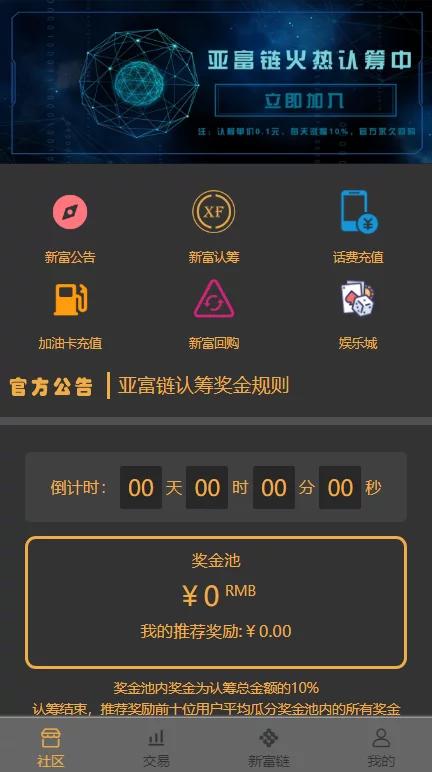 亚富链火热认筹中
立即加入
注：认筹单价0.1元，每天涨幅10%，官方永久回购
XF
¥
新富公告
新富认筹
话费充值
加油卡充值
新富回购
娱乐城
官方公告
亚富链认筹奖金规则
倒计时: 00 天 00 时 00 分 00 秒
奖金池
¥0 RMB
我的推荐奖励:¥0.00
奖金池内奖金为认筹总金额的10%
认筹结束，推荐奖励前十位用户平均瓜分奖金池内的所有奖金
社区
交易
新富链
我的